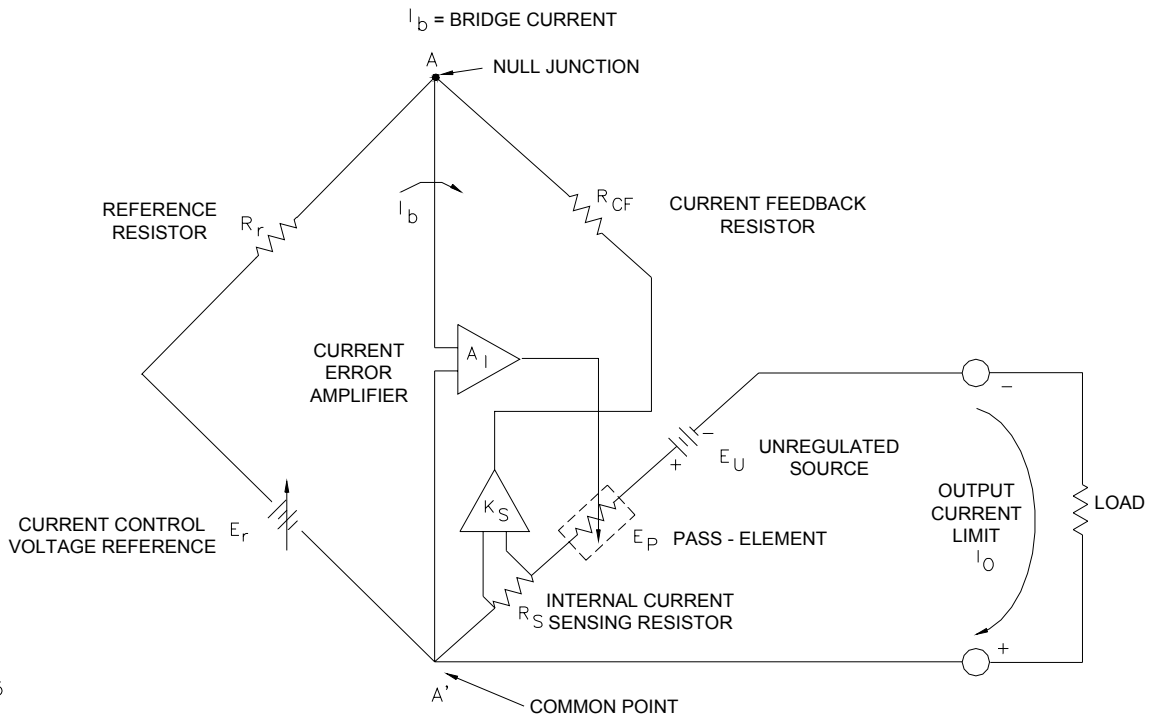 I b = BRIDGE CURRENT
A
NULL JUNCTION
I b
REFERENCE
RESISTOR
R r
R CF
CURRENT FEEDBACK
RESISTOR
CURRENT
ERROR
AMPLIFIER
A I
-
-
+
E U
UNREGULATED
SOURCE
K S
CURRENT CONTROL
VOLTAGE REFERENCE
E r
E P
PASS - ELEMENT
OUTPUT
CURRENT
LIMIT
I O
LOAD
R S
INTERNAL CURRENT
SENSING RESISTOR
+
A'
COMMON POINT